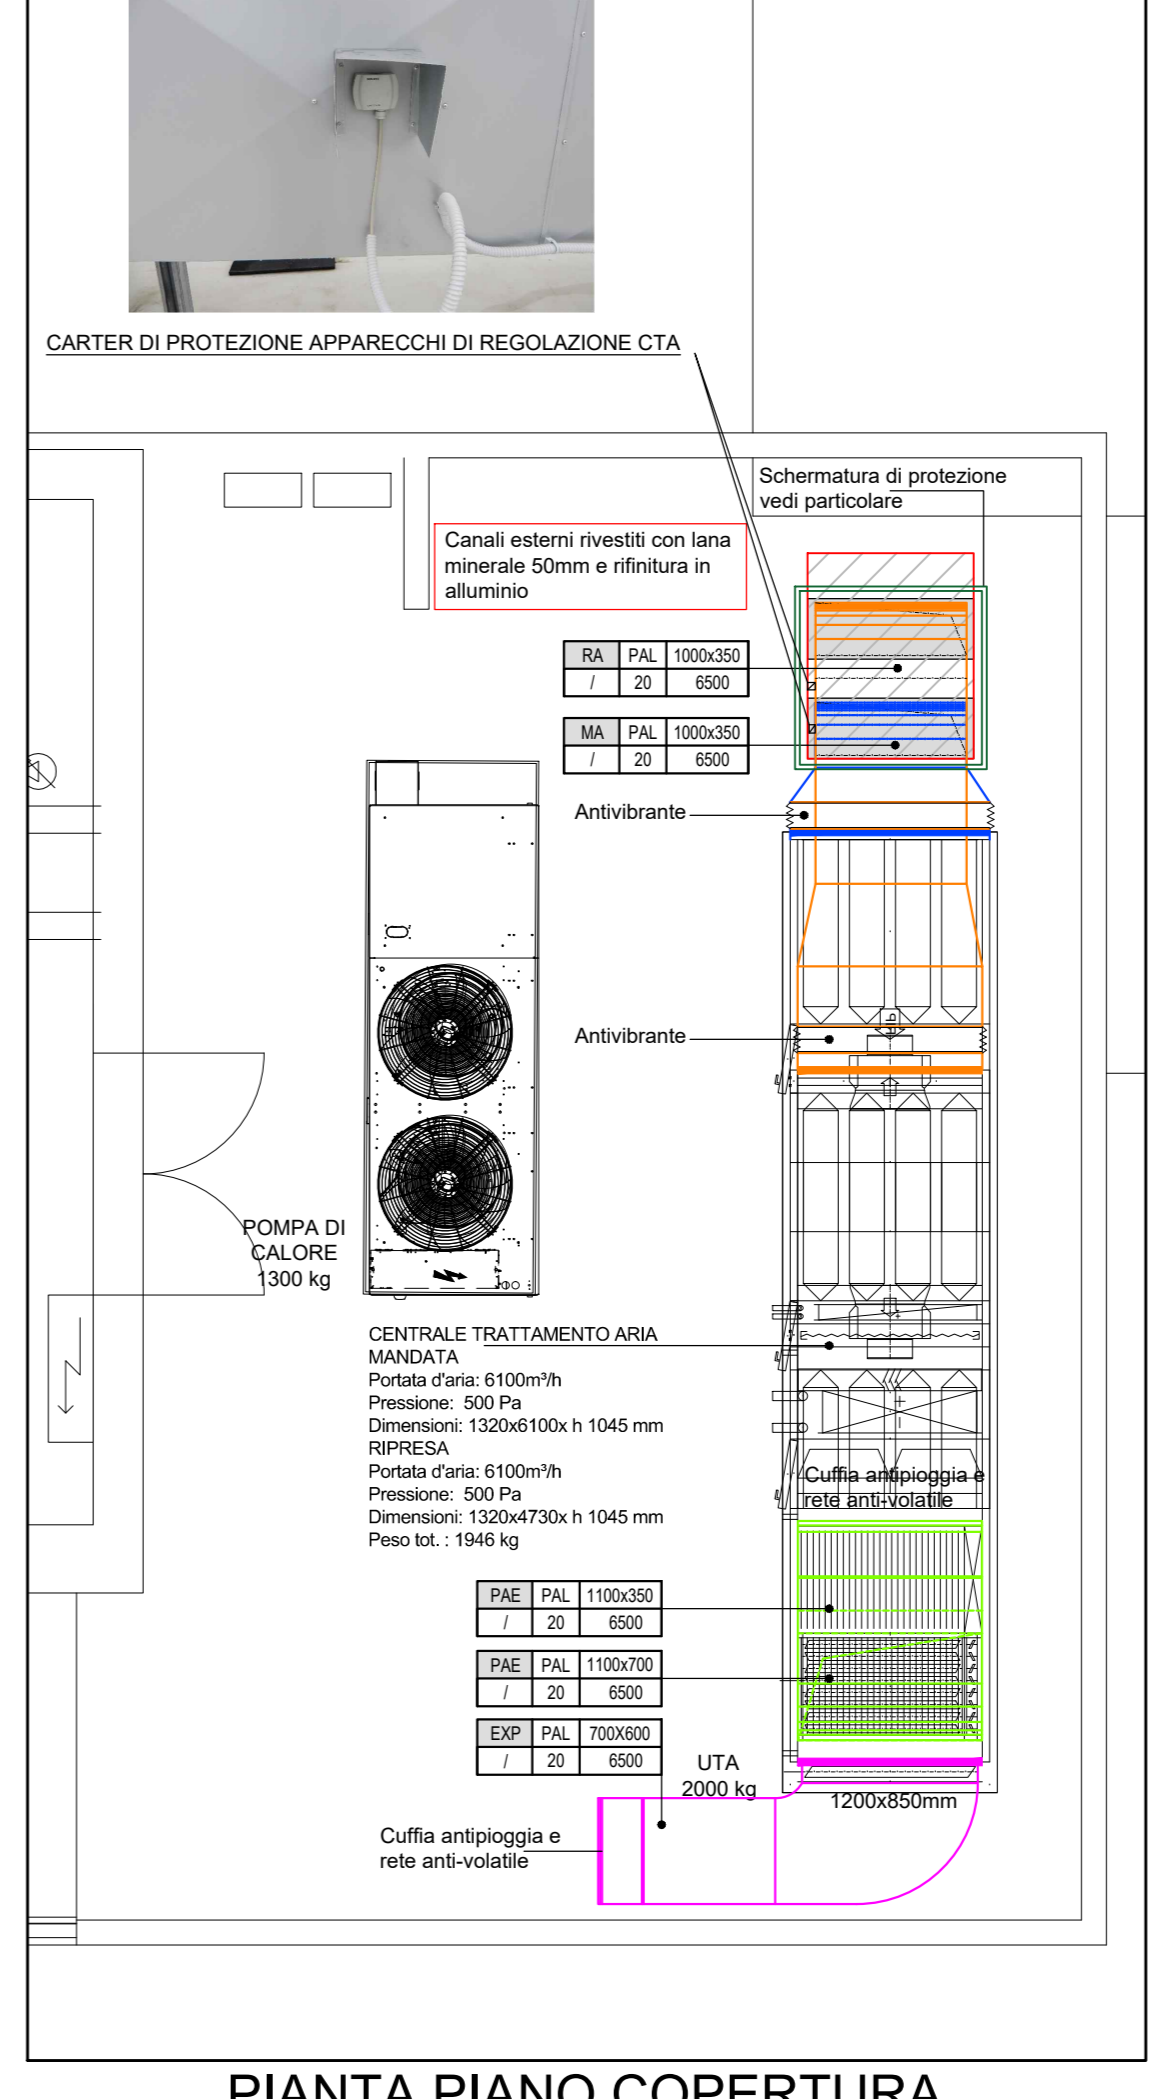 CARTER DI PROTEZIONE APPARECCHI DI REGOLAZIONE CTA
Schermatura di protezione
vedi particolare
Canali esterni rivestiti con lana
minerale 50mm e rifinitura in
alluminio
RA PAL 1000x350
/ 20 6500
MA PAL 1000x350
/ 20 6500
Antivibrante
Antivibrante
POMPA DI
CALORE
1300 kg
CENTRALE TRATTAMENTO ARIA
MANDATA
Portata d'aria: 6100m³/h
Pressione: 500 Pa
Dimensioni: 1320x6100x h 1045 mm
RIPRESA
Portata d'aria: 6100m³/h
Pressione: 500 Pa
Dimensioni: 1320x4730x h 1045 mm
Peso tot. : 1946 kg
Cuffia antipioggia e
rete anti-volatile
PAE PAL 1100x350
/ 20 6500
PAE PAL 1100x700
/ 20 6500
EXP PAL 700X600
/ 20 6500
UTA
2000 kg
1200x850mm
Cuffia antipioggia e
rete anti-volatile
PIANTA PIANO COPERTURA